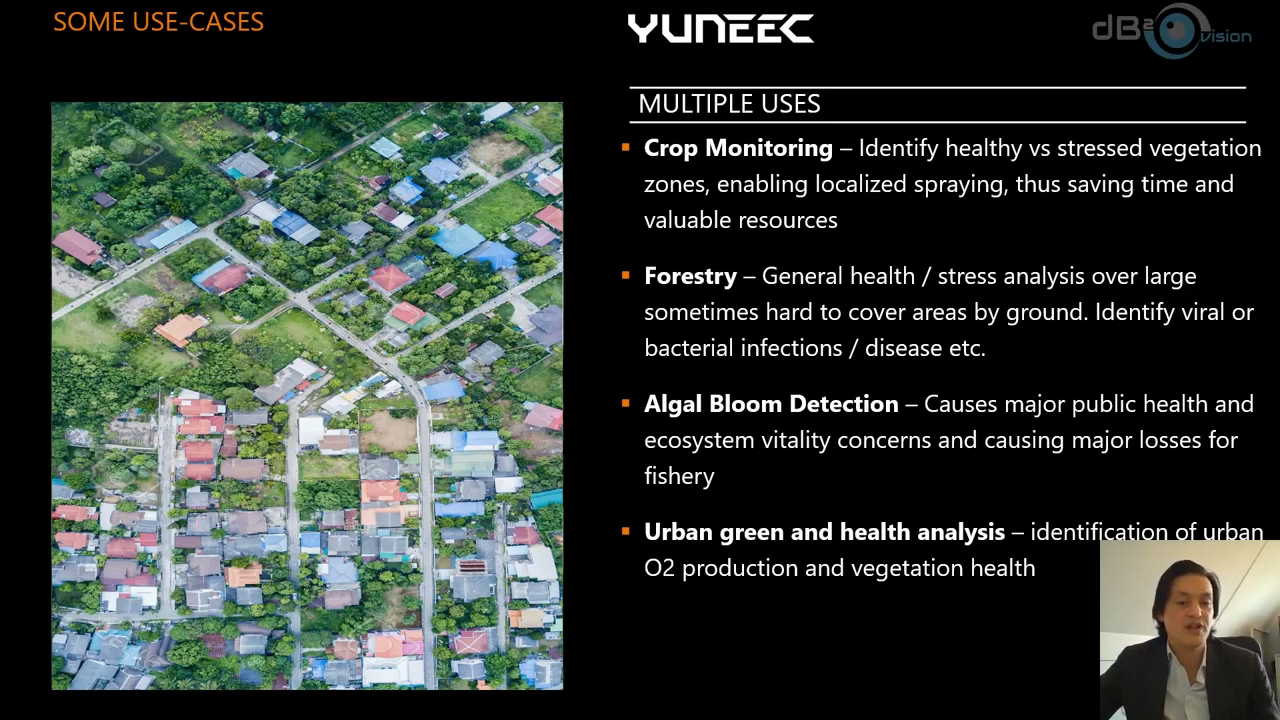 SOME USE-CASES
YUNEEC
dB2 vision
MULTIPLE USES
▪ Crop Monitoring – Identify healthy vs stressed vegetation
zones, enabling localized spraying, thus saving time and
valuable resources
▪ Forestry – General health / stress analysis over large
sometimes hard to cover areas by ground. Identify viral or
bacterial infections / disease etc.
▪ Algal Bloom Detection – Causes major public health and
ecosystem vitality concerns and causing major losses for
fishery
▪ Urban green and health analysis – identification of urban
O2 production and vegetation health